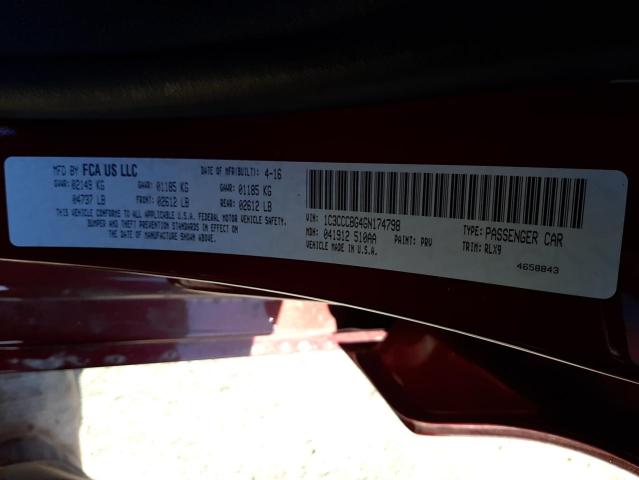 MFD BY FCA US LLC DATE OF MFR(BUILT): 4-16
GVWR: 02149 KG GAWR: 01185 KG GAWR: 01185 KG
04737 LB FRONT: 02612 LB REAR: 02612 LB
THIS VEHICLE CONFORMS TO ALL APPLICABLE U.S.A. FEDERAL MOTOR VEHICLE SAFETY,
BUMPER AND THEFT PREVENTION STANDARDS IN EFFECT ON
THE DATE OF MANUFACTURE SHOWN ABOVE.
VIN: 1C3CCCBG4GN174798 TYPE: PASSENGER CAR
MDH: 041912 510AA PAINT: PRV TRIM: RLX9
VEHICLE MADE IN U.S.A.
4658843